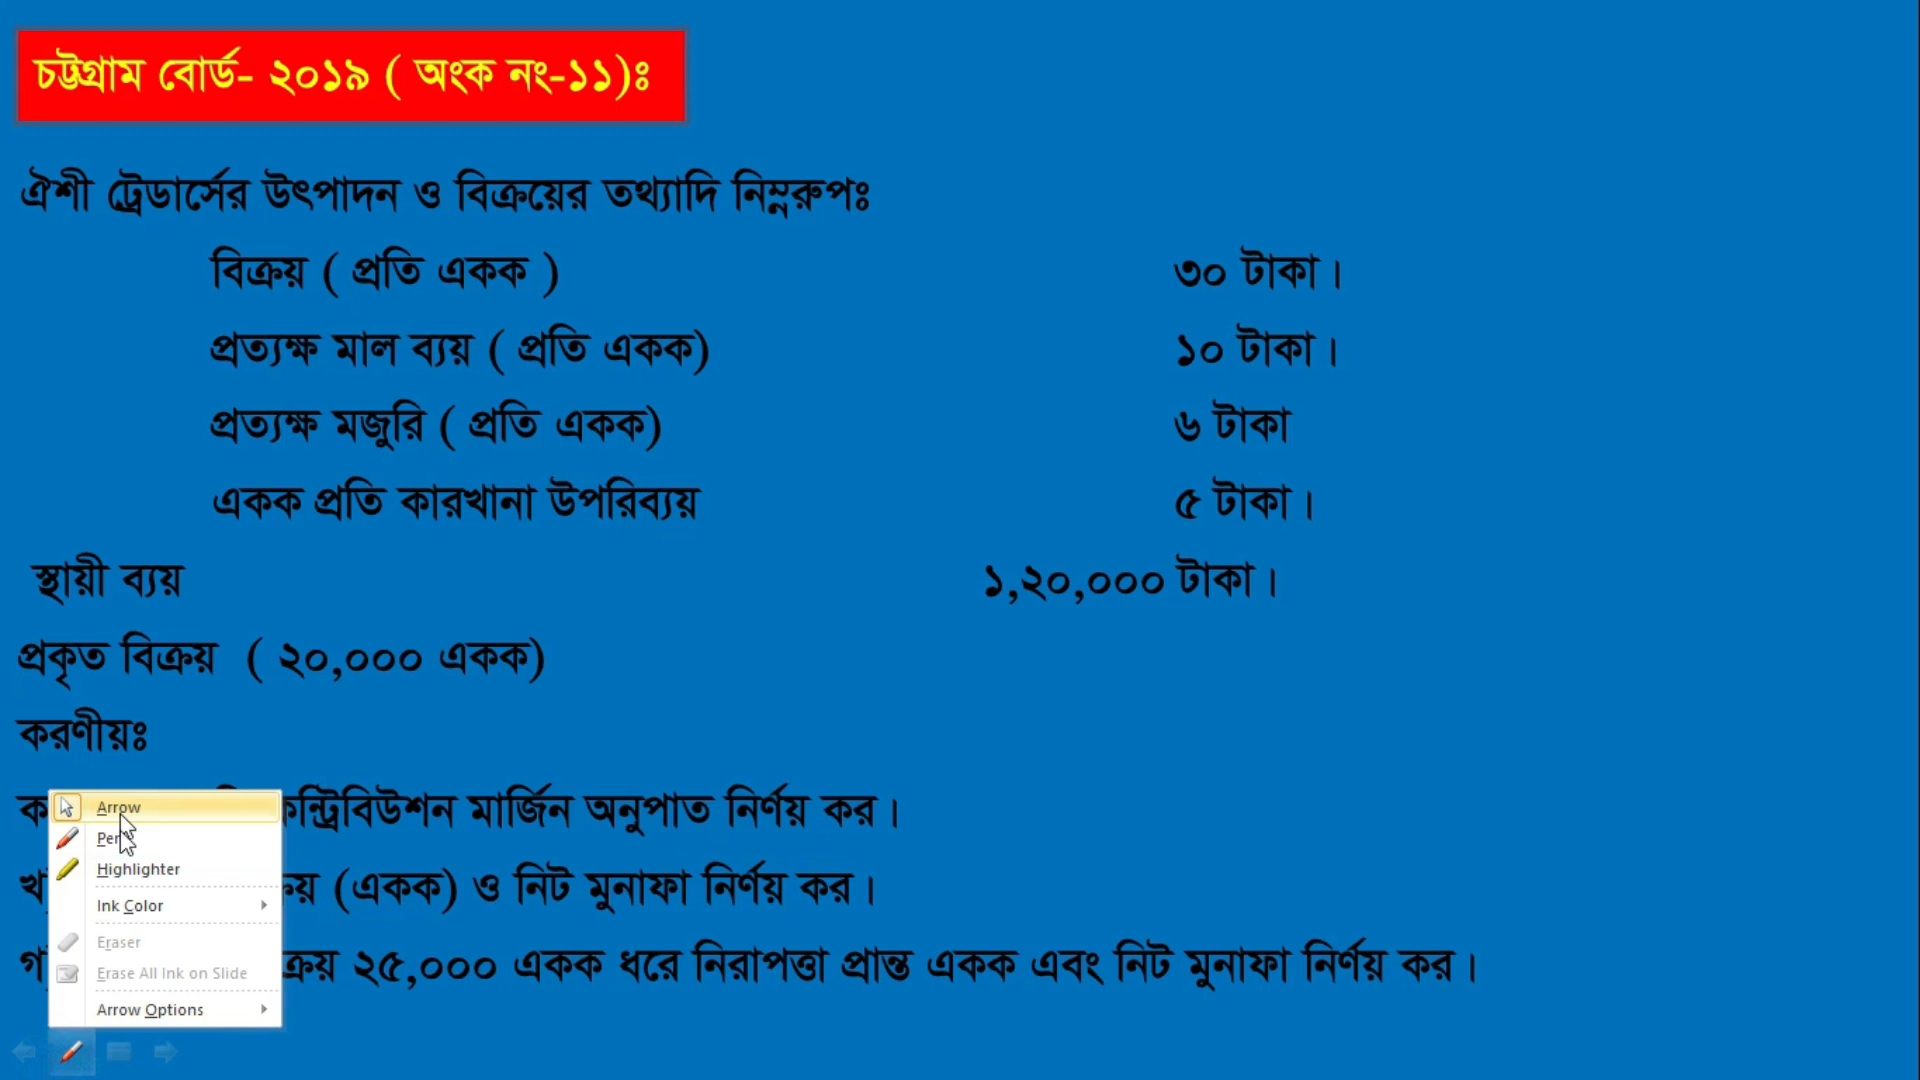 চট্টগ্রাম বোর্ড- ২০১৯ ( অংক নং-১১)ঃ
ঐশী ট্রেডার্সের উৎপাদন ও বিক্রয়ের তথ্যাদি নিম্নরুপঃ
বিক্রয় ( প্রতি একক ) ৩০ টাকা।
প্রত্যক্ষ মাল ব্যয় ( প্রতি একক) ১০ টাকা।
প্রত্যক্ষ মজুরি ( প্রতি একক) ৬ টাকা
একক প্রতি কারখানা উপরিব্যয় ৫ টাকা।
স্থায়ী ব্যয় ১,২০,০০০ টাকা।
প্রকৃত বিক্রয় ( ২০,০০০ একক)
করণীয়ঃ
মার্জিন অনুপাত নির্ণয় কর।
(একক) ও নিট মুনাফা নির্ণয় কর।
২৫,০০০ একক ধরে নিরাপত্তা প্রান্ত একক এবং নিট মুনাফা নির্ণয় কর।
Arrow
Pen
Highlighter
Ink Color
Eraser
Erase All Ink on Slide
Arrow Options